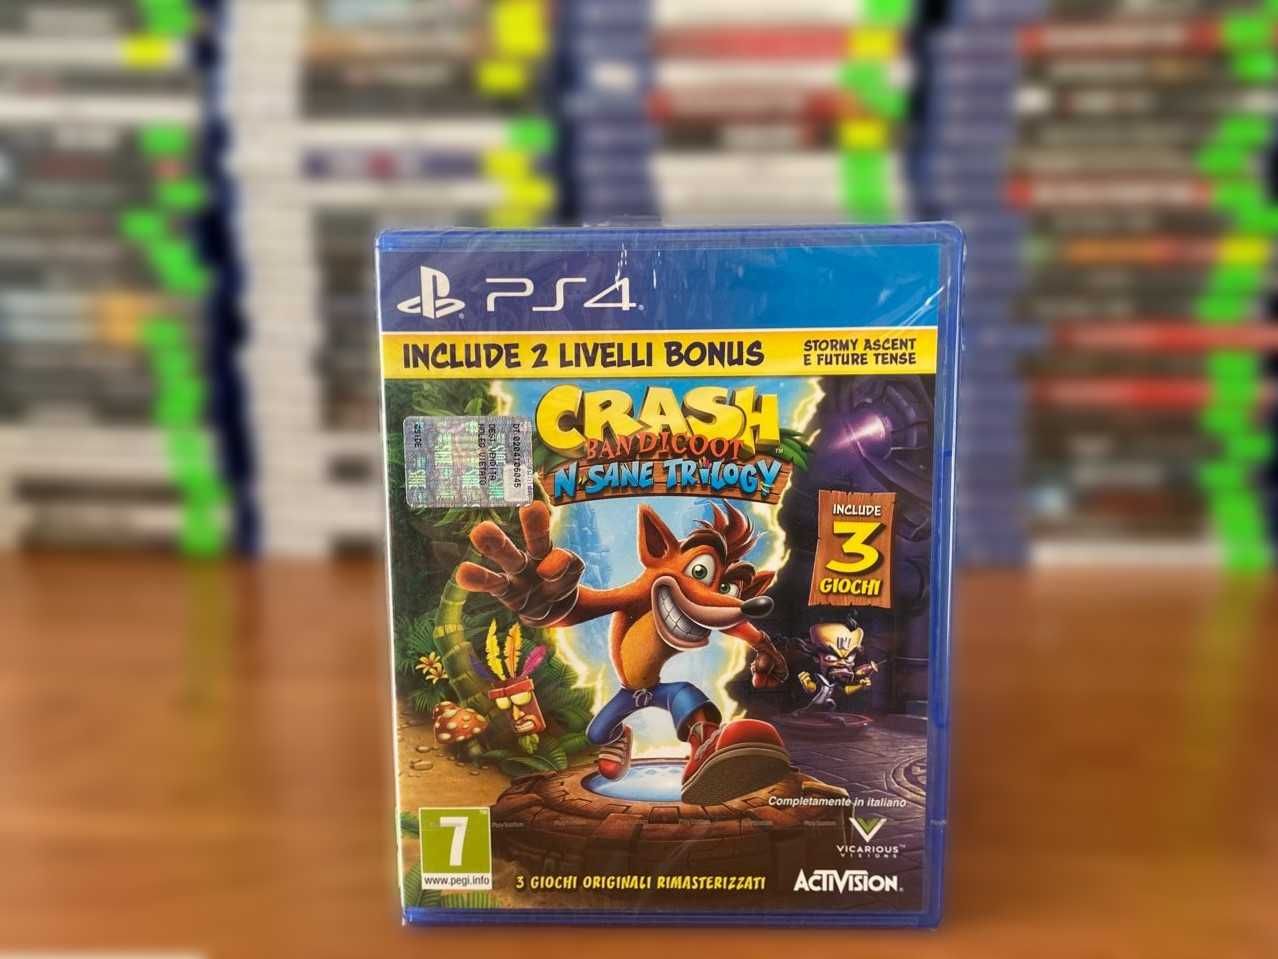 PS4
INCLUDE 2 LIVELLI BONUS
STORMY ASCENT
E FUTURE TENSE
CRASH
BANDICOOT
N. SANE TRILOGY
INCLUDE
3
GIOCHI
Completamente in italiano
VICARIOUS
VISIONS
7
www.pegi.info
3 GIOCHI ORIGINALI RIMASTERIZZATI
ACTIVISION